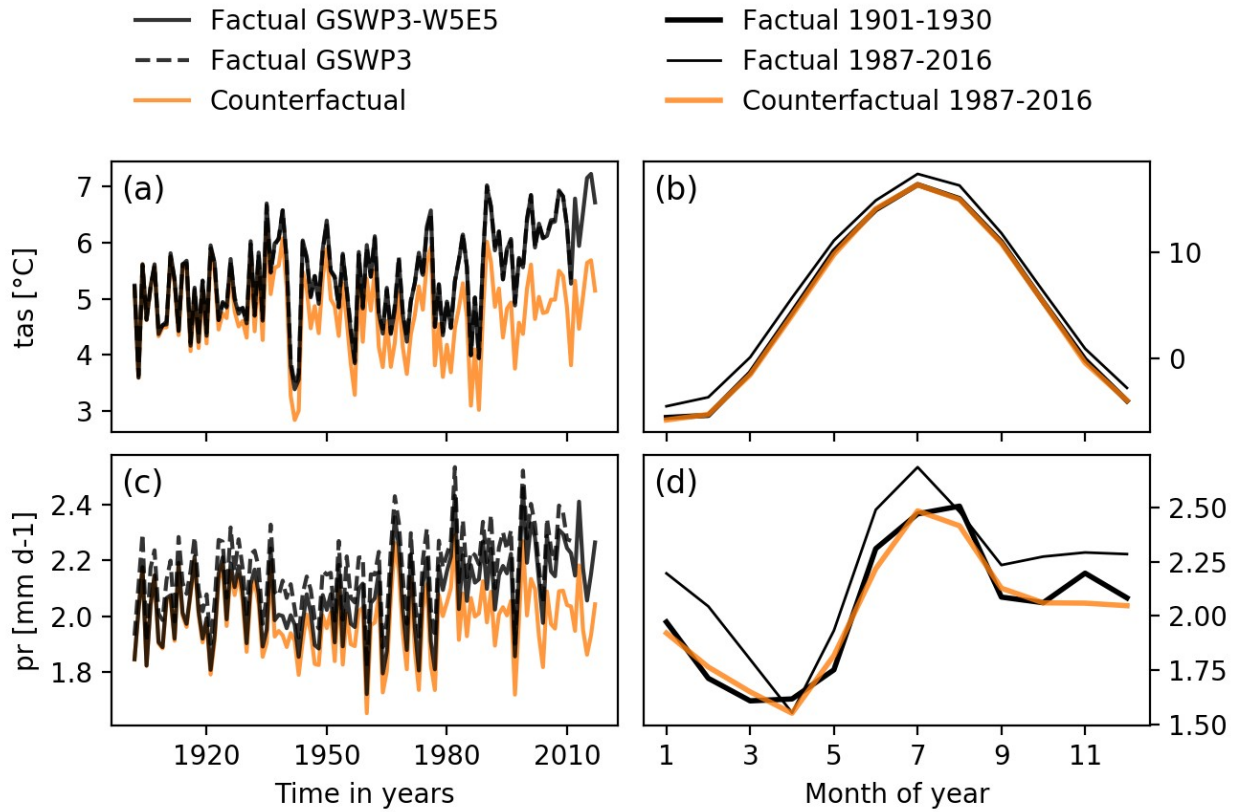 Factual GSWP3-W5E5
Factual GSWP3
Counterfactual
Factual 1901-1930
Factual 1987-2016
Counterfactual 1987-2016
(a)
7
6
5
4
3
tas [°C]
(b)
10
0
(c)
2.4
2.2
2.0
1.8
pr [mm d-1]
1920
1950
1980
2010
Time in years
(d)
2.50
2.25
2.00
1.75
1.50
1
3
5
7
9
11
Month of year